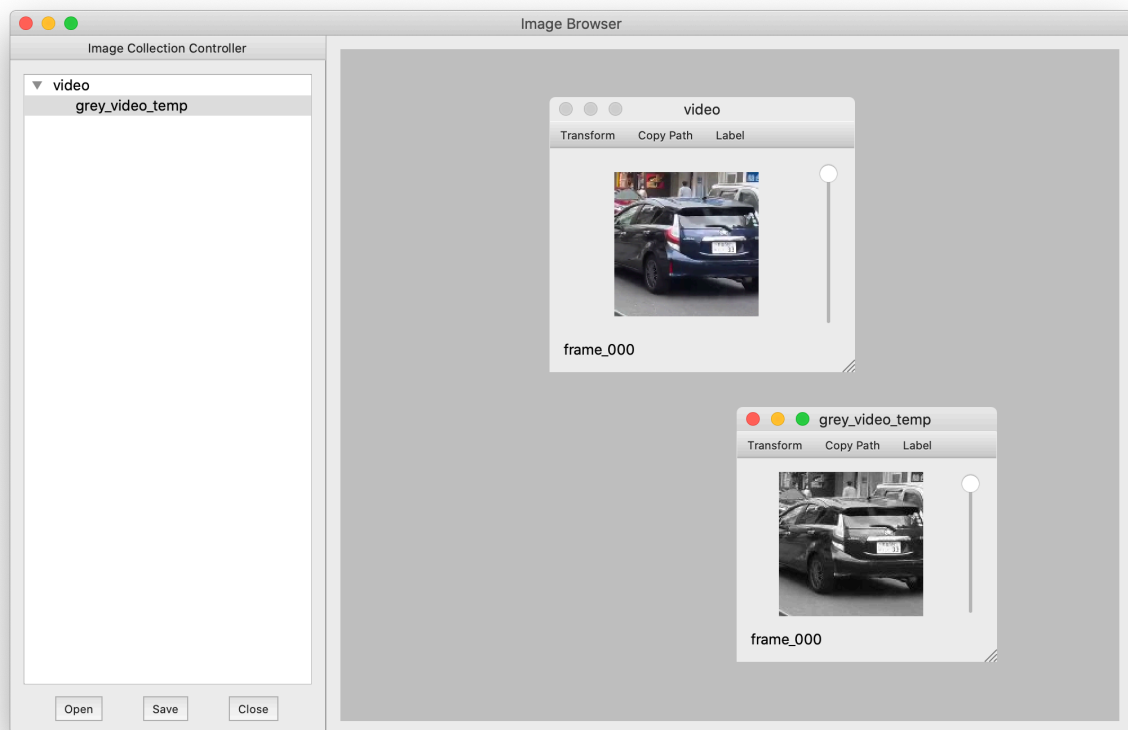 Image Browser
Image Collection Controller
video
grey_video_temp
Open
Save
Close
video
Transform Copy Path Label
frame_000
grey_video_temp
Transform Copy Path Label
frame_000